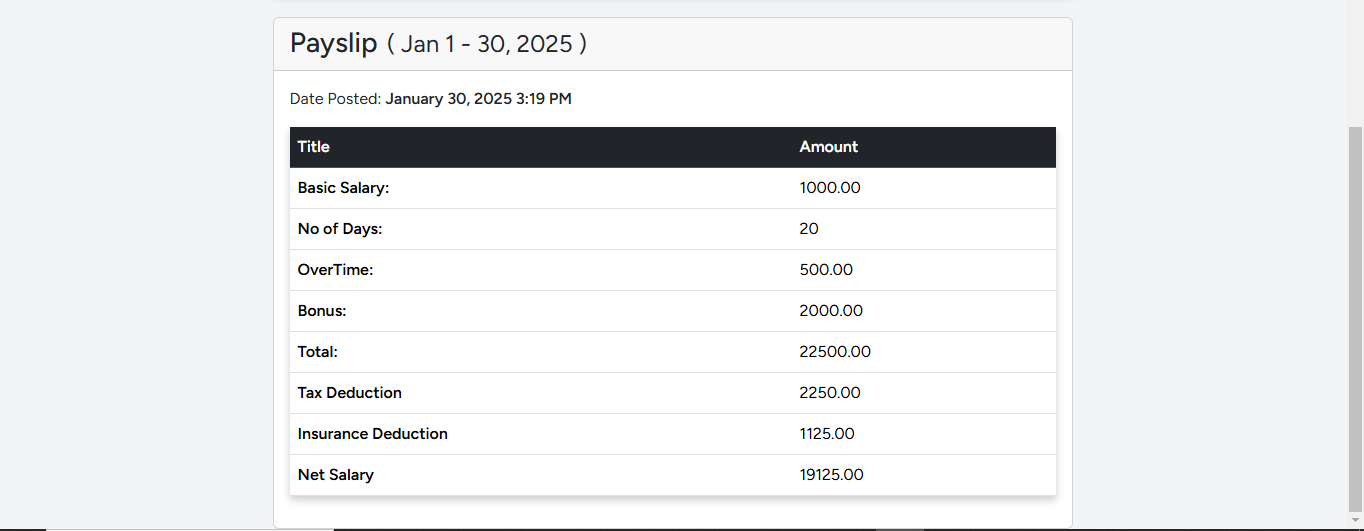 Payslip ( Jan 1 - 30, 2025 )
Date Posted: January 30, 2025 3:19 PM
Title Amount
Basic Salary: 1000.00
No of Days: 20
OverTime: 500.00
Bonus: 2000.00
Total: 22500.00
Tax Deduction 2250.00
Insurance Deduction 1125.00
Net Salary 19125.00